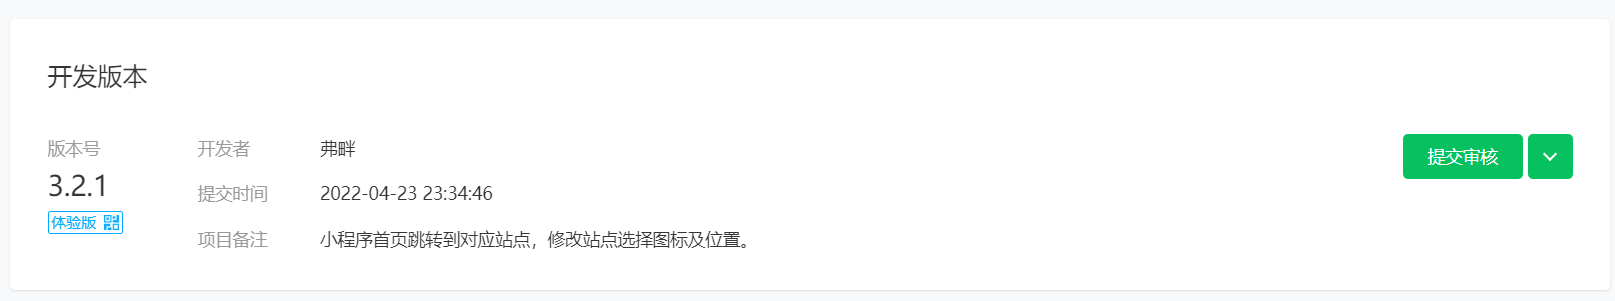 开发版本
版本号
3.2.1
体验版
开发者 弗畔
提交时间 2022-04-23 23:34:46
项目备注 小程序首页跳转到对应站点，修改站点选择图标及位置。
提交审核